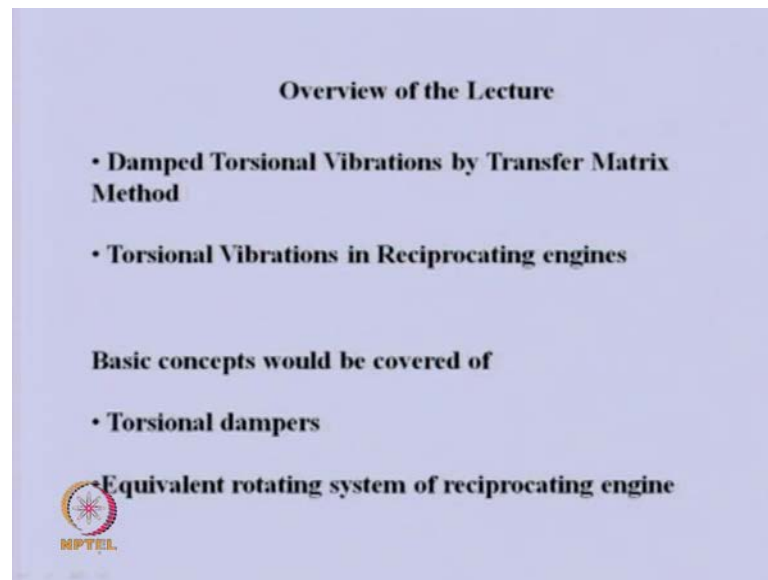 Overview of the Lecture
• Damped Torsional Vibrations by Transfer Matrix
Method
• Torsional Vibrations in Reciprocating engines
Basic concepts would be covered of
• Torsional dampers
•Equivalent rotating system of reciprocating engine
NPTEL